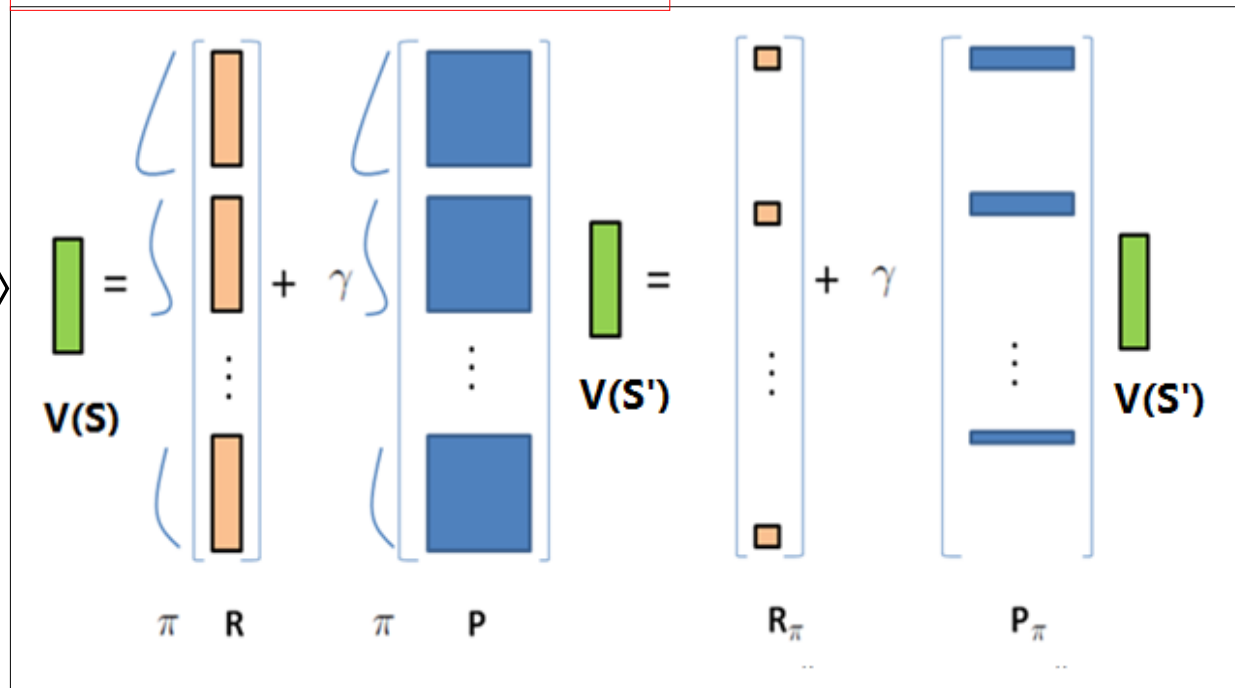 = + γ = + γ
⋮ ⋮ ⋮ ⋮
V(S) V(S') V(S')
π R π P R_π P_π